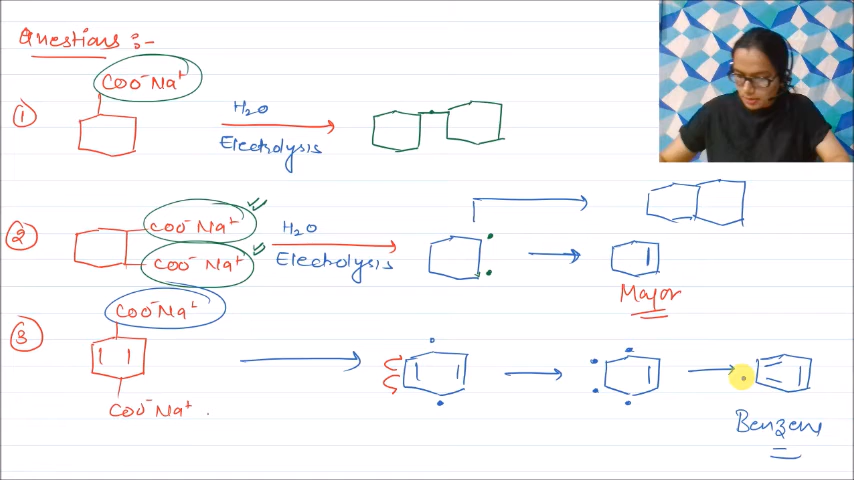 Questions :-
① COO⁻Na⁺
H₂O
Electrolysis
② COO⁻Na⁺
COO⁻Na⁺
H₂O
Electrolysis
Major
③ COO⁻Na⁺
COO⁻Na⁺.
Benzene